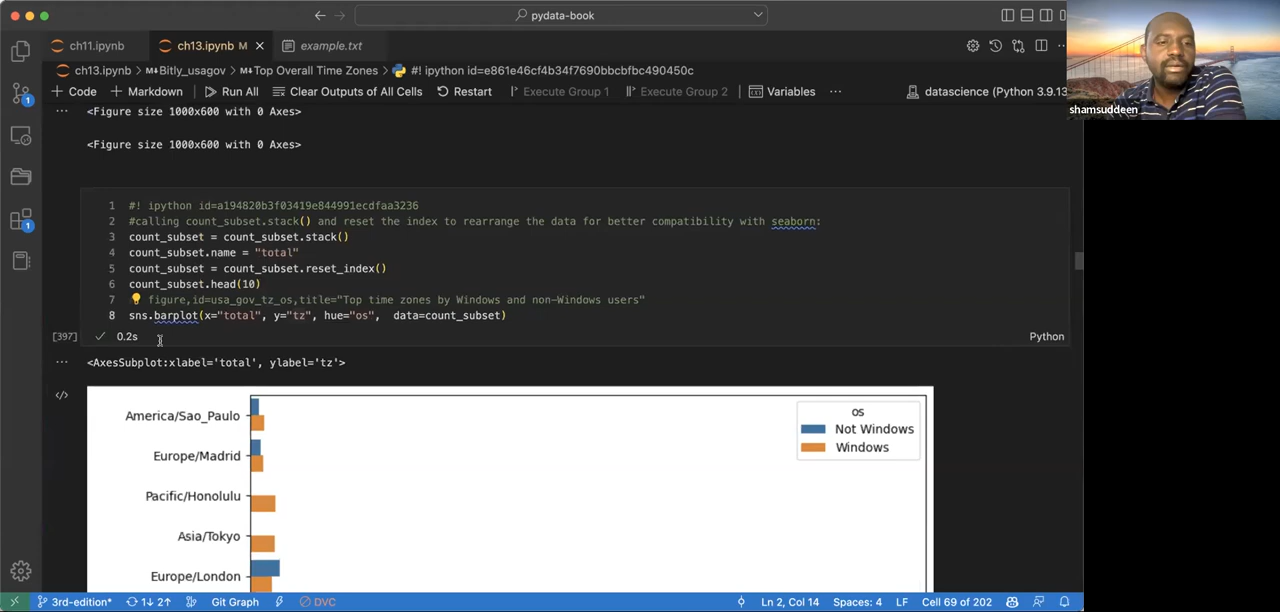 pydata-book
ch11.ipynb
ch13.ipynb M
example.txt
ch13.ipynb > M↓Bitly_usagov > M↓Top Overall Time Zones > #! ipython id=e861e46cf4b34f7690bbcbfbc490450c
+ Code + Markdown Run All Clear Outputs of All Cells Restart Execute Group 1 Execute Group 2 ... Variables ... datascience (Python 3.9.13
shamsuddeen
<Figure size 1000x600 with 0 Axes>
<Figure size 1000x600 with 0 Axes>
1 #! ipython id=a194820b3f03419e844991ecdfaa3236
2 #calling count_subset.stack() and reset the index to rearrange the data for better compatibility with seaborn:
3 count_subset = count_subset.stack()
4 count_subset.name = "total"
5 count_subset = count_subset.reset_index()
6 count_subset.head(10)
7 figure,id=usa_gov_tz_os,title="Top time zones by Windows and non-Windows users"
8 sns.barplot(x="total", y="tz", hue="os", data=count_subset)
[397] 0.2s Python
<AxesSubplot:xlabel='total', ylabel='tz'>
os
Not Windows
Windows
America/Sao_Paulo
Europe/Madrid
Pacific/Honolulu
Asia/Tokyo
Europe/London
3rd-edition* 1↓ 2↑ Git Graph DVC Ln 2, Col 14 Spaces: 4 LF Cell 69 of 202